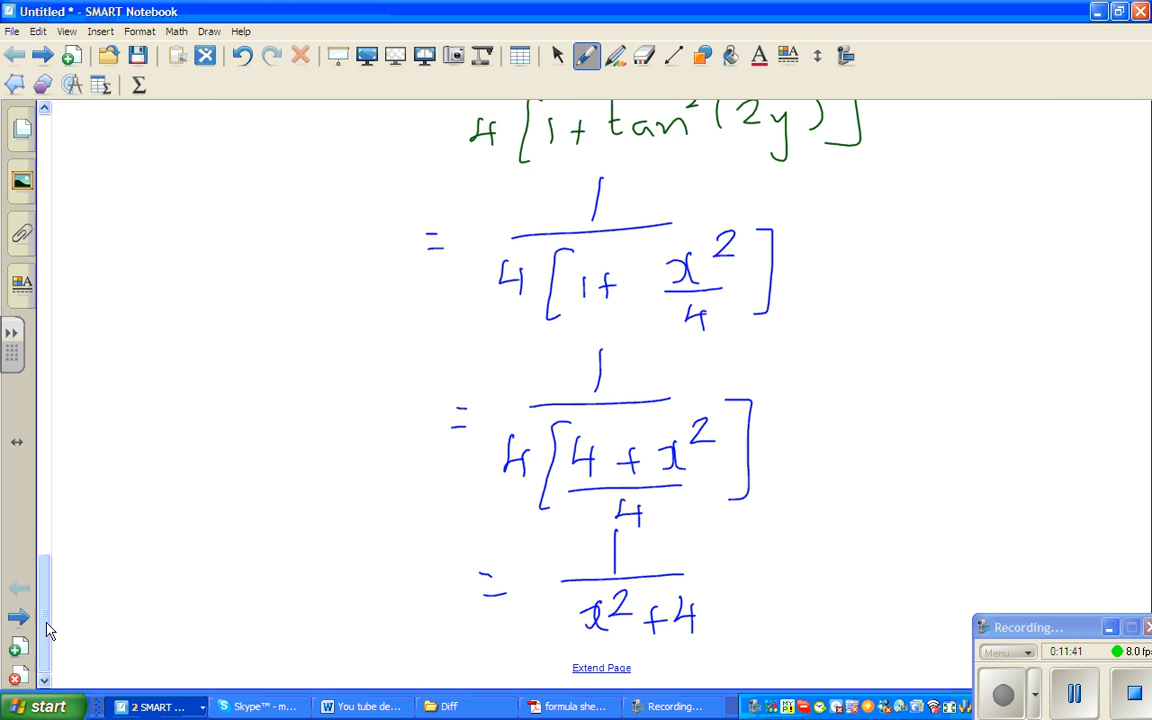 Untitled * - SMART Notebook
File Edit View Insert Format Math Draw Help
4[1+ tan²(2y)]
= 1 / 4[1+ x²/4]
= 1 / 4[(4+x²)/4]
= 1 / x²+4
Extend Page
Recording...
Menu
0:11:41 8.0 fp
start 2 SMART ... Skype™ - m... You tube de... Diff formula she... Recording...